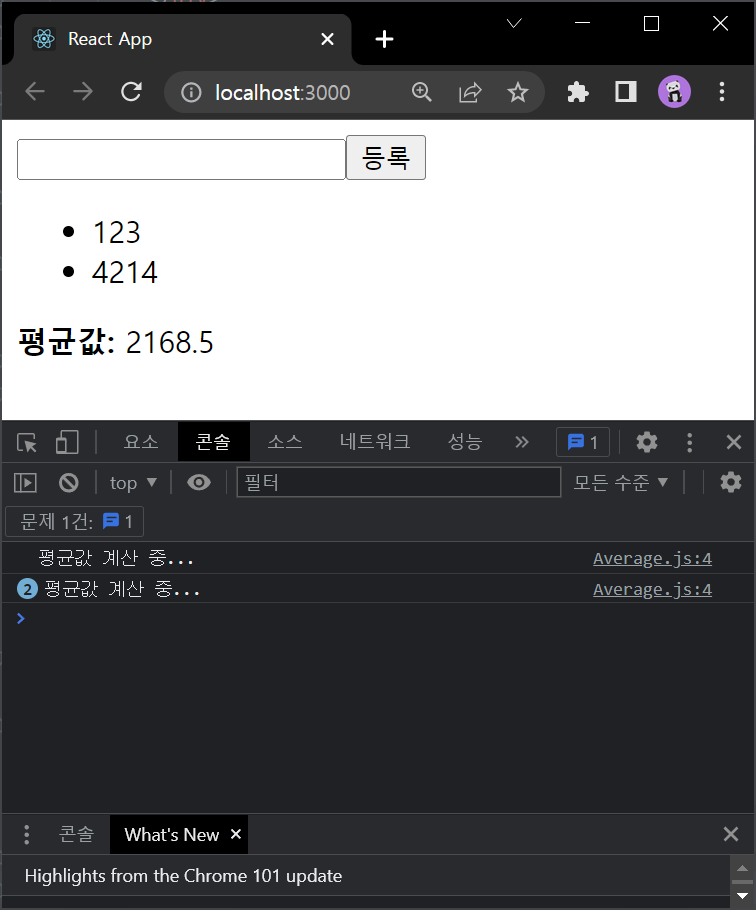 React App
localhost:3000
등록
123
4214
평균값: 2168.5
요소 콘솔 소스 네트워크 성능 1
top 필터 모든 수준
문제 1건: 1
평균값 계산 중... Average.js:4
2 평균값 계산 중... Average.js:4
콘솔 What's New
Highlights from the Chrome 101 update